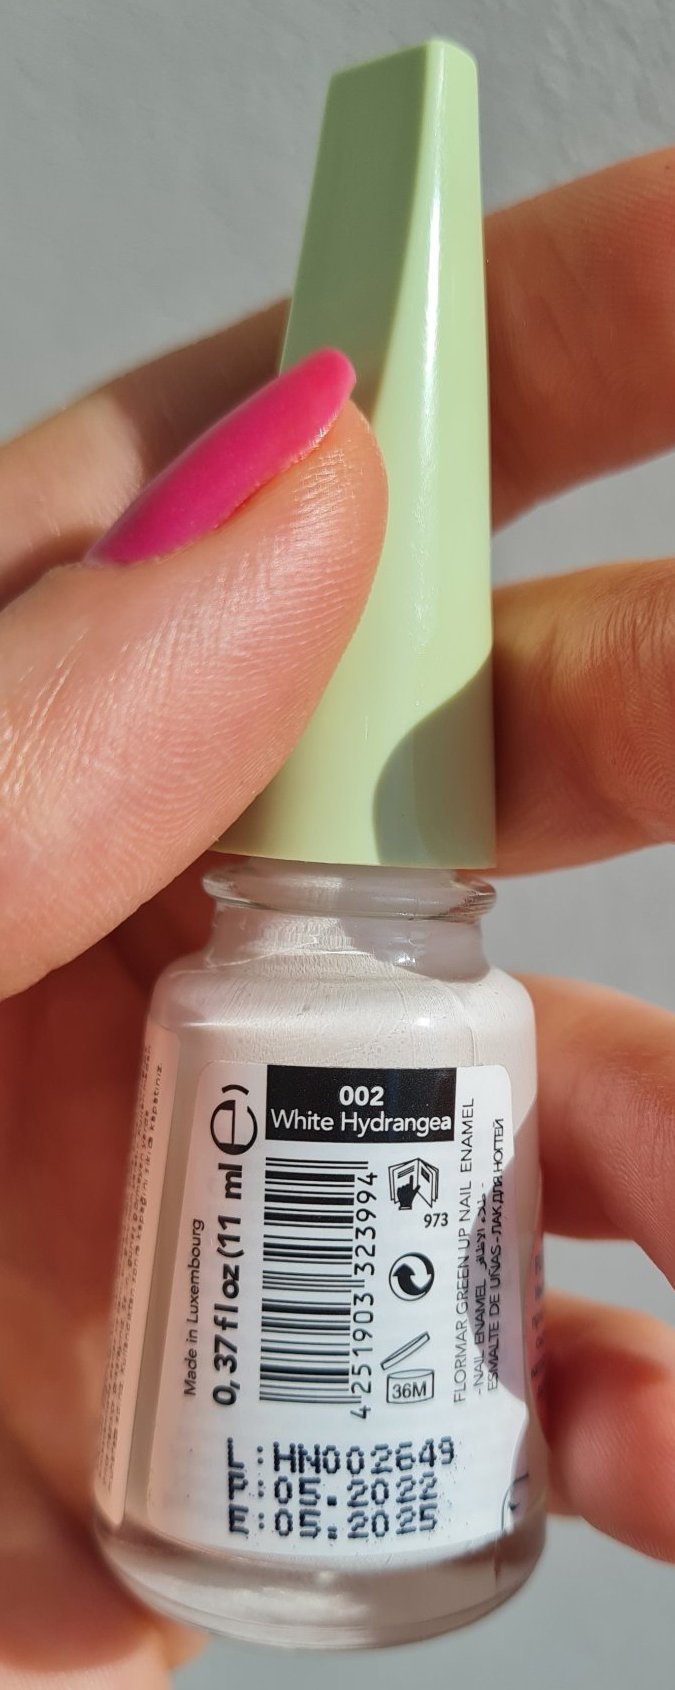 002
White Hydrangea
Made in Luxembourg
0,37 fl oz (11 ml e)
4 251903 323994
973
36M
FLORMAR GREEN UP NAIL ENAMEL
- NAIL ENAMEL
ESMALTE DE UÑAS - ЛАК ДЛЯ НОГТЕЙ
L : HN002649
P : 05.2022
E : 05.2025